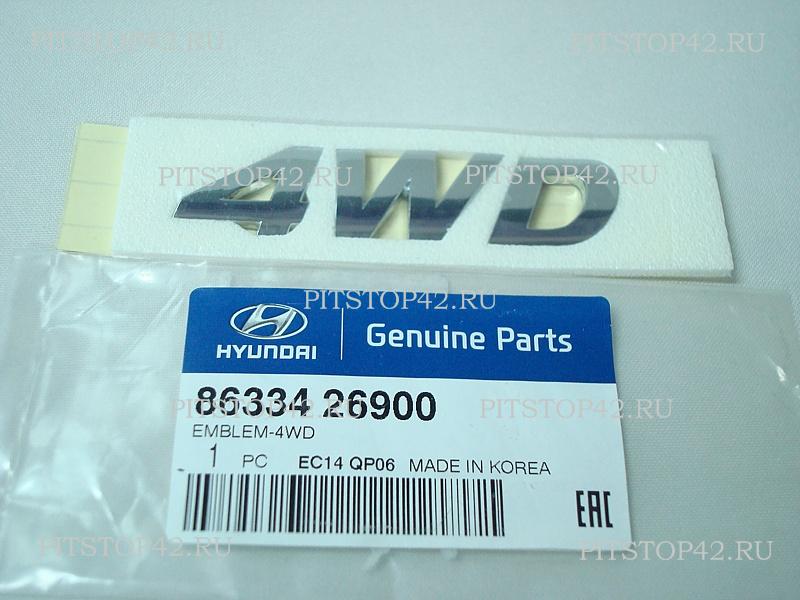 PITSTOP42.RU PITSTOP42.RU
4WD
PITSTOP42.RU PITSTOP42.RU
PITSTOP42.RU
HYUNDAI Genuine Parts
86334 26900
PITSTOP42.RU PITSTOP42.RU
EMBLEM-4WD
1 PC EC14 QP06 MADE IN KOREA
EAC
PITSTOP42.RU PITSTOP42.RU